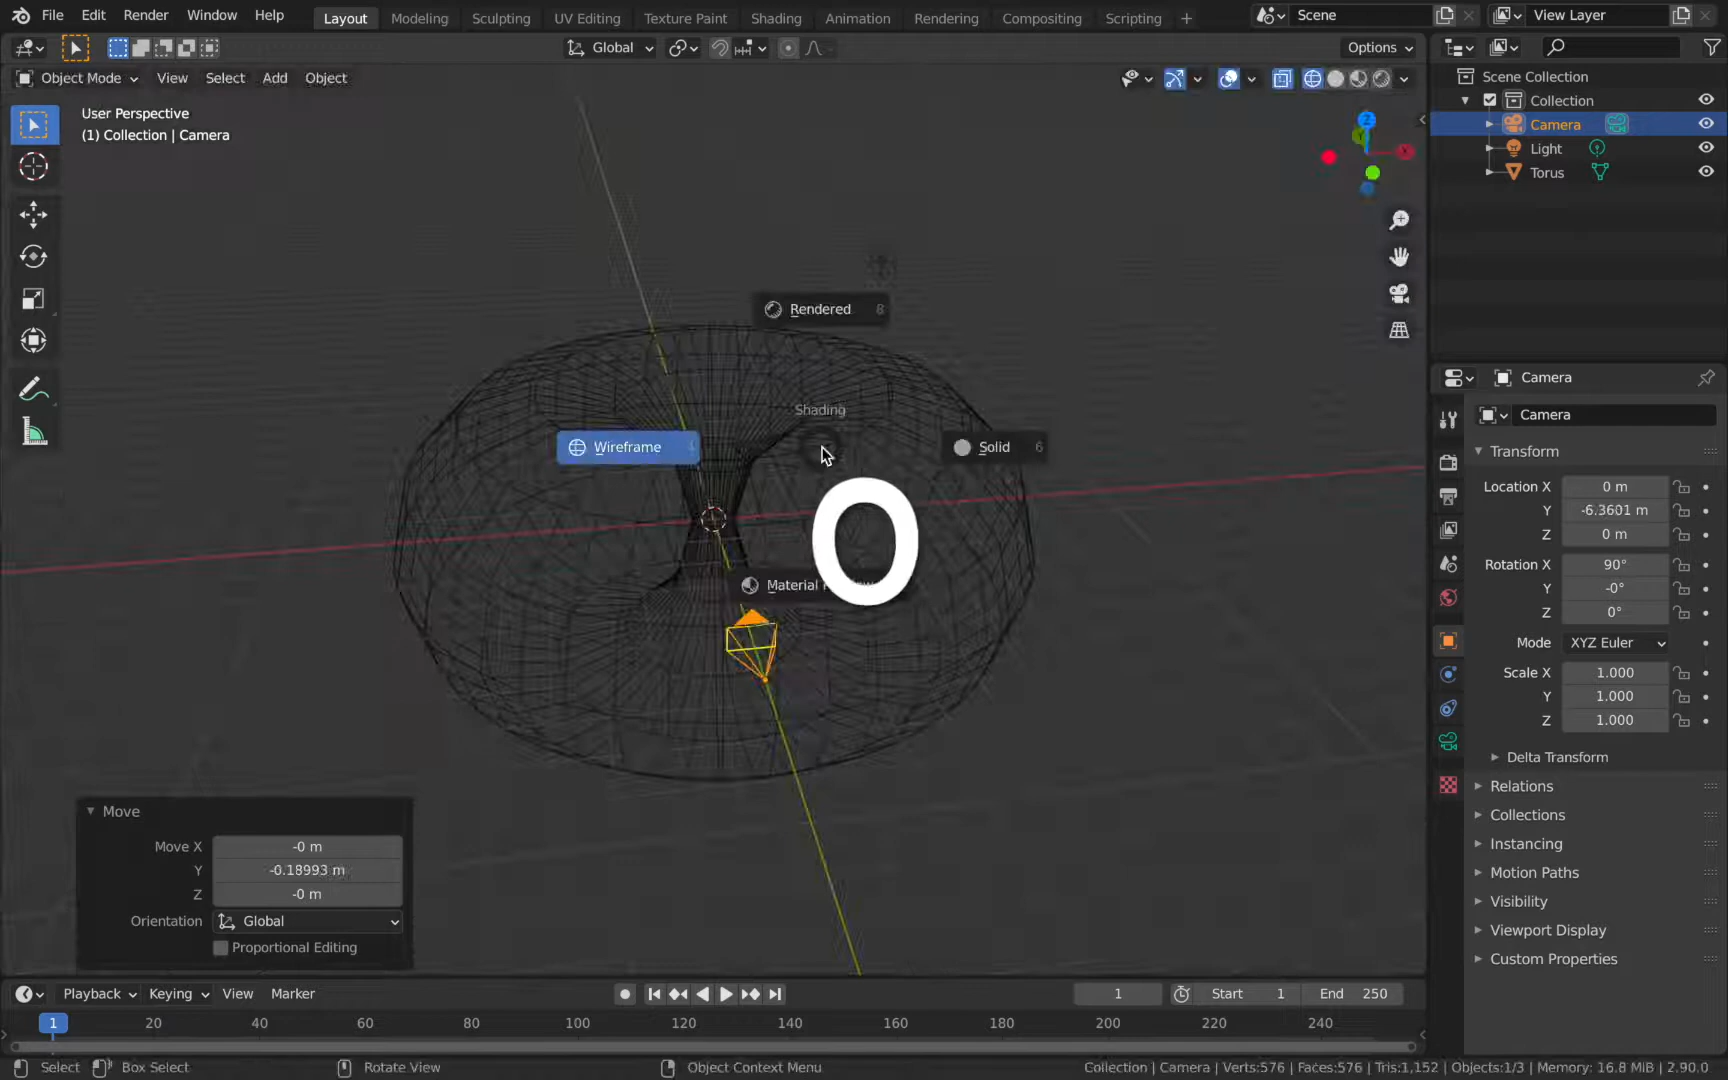 File Edit Render Window Help Layout Modeling Sculpting UV Editing Texture Paint Shading Animation Rendering Compositing Scripting + Scene View Layer
Global Options
Object Mode View Select Add Object
User Perspective
(1) Collection | Camera
Z
Scene Collection
Collection
Camera
Light
Torus
Rendered 8
Shading
Wireframe
Solid 6
O
Material
Move
Move X -0 m
Y -0.18993 m
Z -0 m
Orientation Global
Proportional Editing
Camera
Camera
Transform
Location X 0 m
Y -6.3601 m
Z 0 m
Rotation X 90°
Y -0°
Z 0°
Mode XYZ Euler
Scale X 1.000
Y 1.000
Z 1.000
Delta Transform
Relations
Collections
Instancing
Motion Paths
Visibility
Viewport Display
Custom Properties
Playback Keying View Marker 1 Start 1 End 250
1 20 40 60 80 100 120 140 160 180 200 220 240
Select Box Select Rotate View Object Context Menu Collection | Camera | Verts:576 | Faces:576 | Tris:1,152 | Objects:1/3 | Memory: 16.8 MiB | 2.90.0